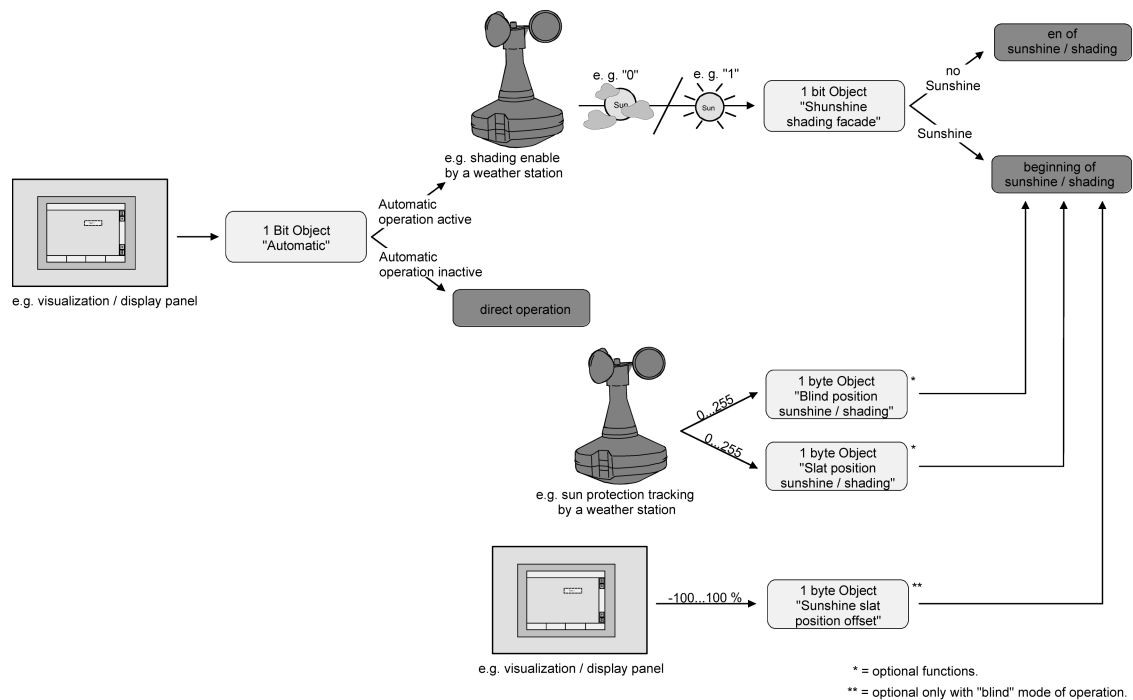 en of
sunshine / shading
e. g. "0"
e. g. "1"
no
Sunshine
Sun
Sun
1 bit Object
"Shunshine
shading facade"
Sunshine
e.g. shading enable
by a weather station
beginning of
sunshine / shading
Automatic
operation active
1 Bit Object
"Automatic"
Automatic
operation inactive
e.g. visualization / display panel
direct operation
0...255
1 byte Object
"Blind position
sunshine / shading"
*
0...255
1 byte Object
"Slat position
sunshine / shading"
*
e.g. sun protection tracking
by a weather station
-100...100 %
1 byte Object
"Sunshine slat
position offset"
**
e.g. visualization / display panel
* = optional functions.
** = optional only with "blind" mode of operation.